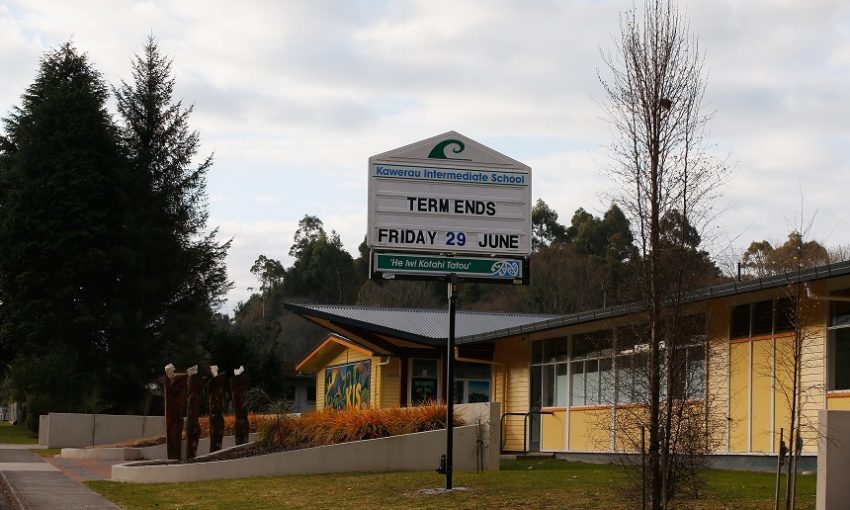 Kawerau Intermediate School
TERM ENDS
FRIDAY 29 JUNE
'He Iwi Kotahi Tatou'